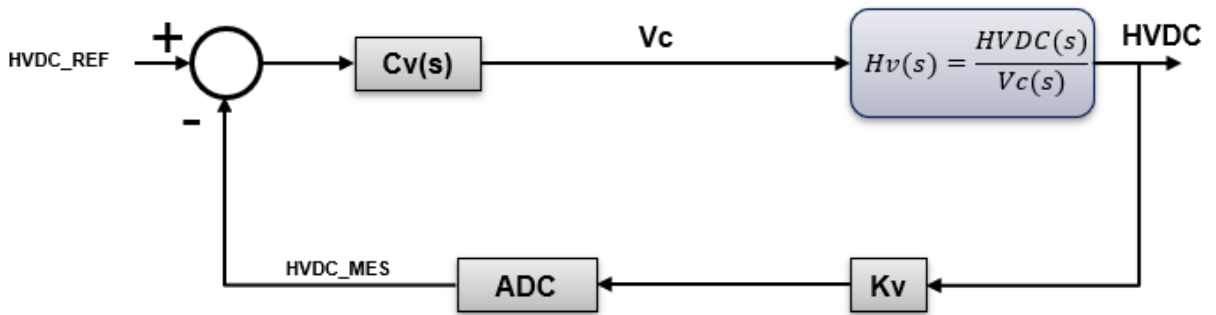 HVDC_REF
+
-
Cv(s)
Vc
Hv(s) = HVDC(s) / Vc(s)
HVDC
HVDC_MES
ADC
Kv